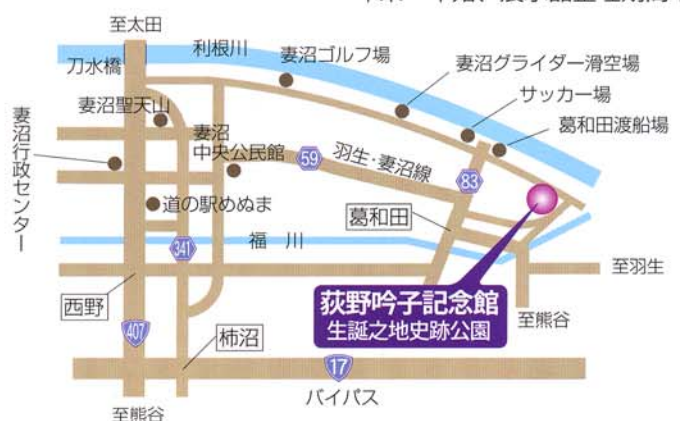 至太田
利根川
刀水橋
妻沼ゴルフ場
妻沼グライダー滑空場
サッカー場
葛和田渡船場
妻沼聖天山
妻沼
中央公民館
妻沼行政センター
59
羽生・妻沼線
83
道の駅めぬま
葛和田
341
福 川
至羽生
荻野吟子記念館
生誕之地史跡公園
西野
至熊谷
407
柿沼
17
バイパス
至熊谷